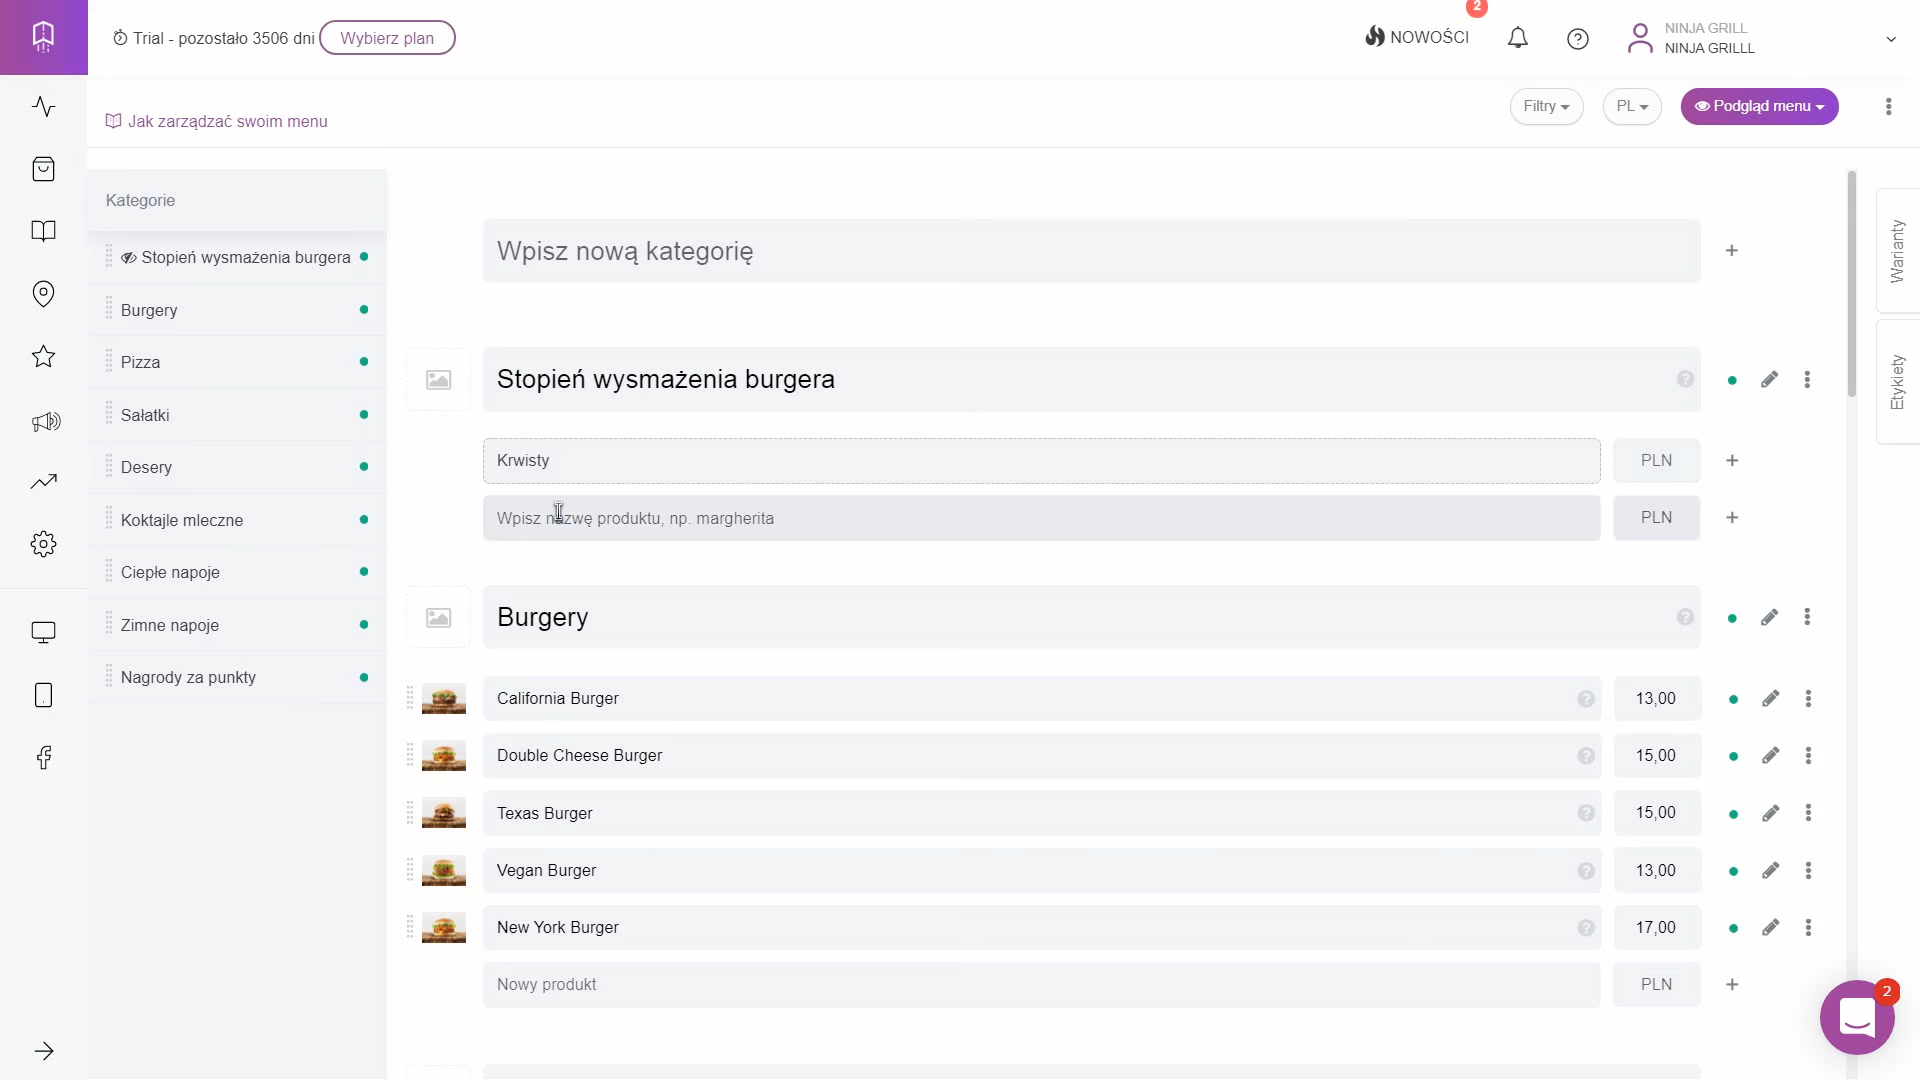 Trial - pozostało 3506 dni
Wybierz plan
NOWOŚCI
2
NINJA GRILL
NINJA GRILLL
Jak zarządzać swoim menu
Filtry
PL
Podgląd menu
Kategorie
Stopień wysmażenia burgera
Burgery
Pizza
Sałatki
Desery
Koktajle mleczne
Ciepłe napoje
Zimne napoje
Nagrody za punkty
Wpisz nową kategorię
+
Stopień wysmażenia burgera
?
Krwisty
PLN
+
Wpisz nazwę produktu, np. margherita
PLN
+
Burgery
?
California Burger
?
13,00
Double Cheese Burger
?
15,00
Texas Burger
?
15,00
Vegan Burger
?
13,00
New York Burger
?
17,00
Nowy produkt
PLN
+
Warianty
Etykiety
2